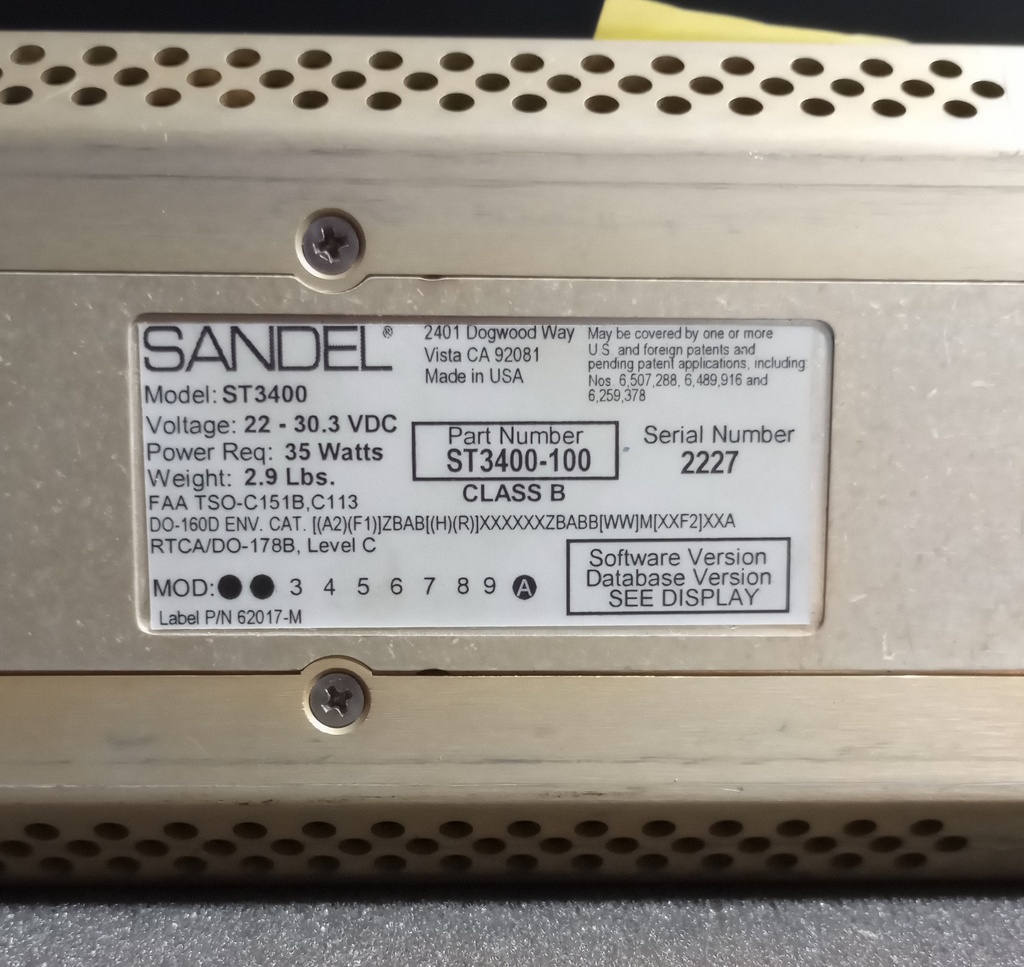 SANDEL®
2401 Dogwood Way
Vista CA 92081
Made in USA
May be covered by one or more
U.S. and foreign patents and
pending patent applications, including:
Nos. 6,507,288, 6,489,916 and
6,259,378
Model: ST3400
Voltage: 22 - 30.3 VDC
Power Req: 35 Watts
Weight: 2.9 Lbs.
Part Number
ST3400-100
CLASS B
Serial Number
2227
FAA TSO-C151B,C113
DO-160D ENV. CAT. [(A2)(F1)]ZBAB[(H)(R)]XXXXXXZBABB[WW]M[XXF2]XXA
RTCA/DO-178B, Level C
MOD: ● ● 3 4 5 6 7 8 9 A
Software Version
Database Version
SEE DISPLAY
Label P/N 62017-M